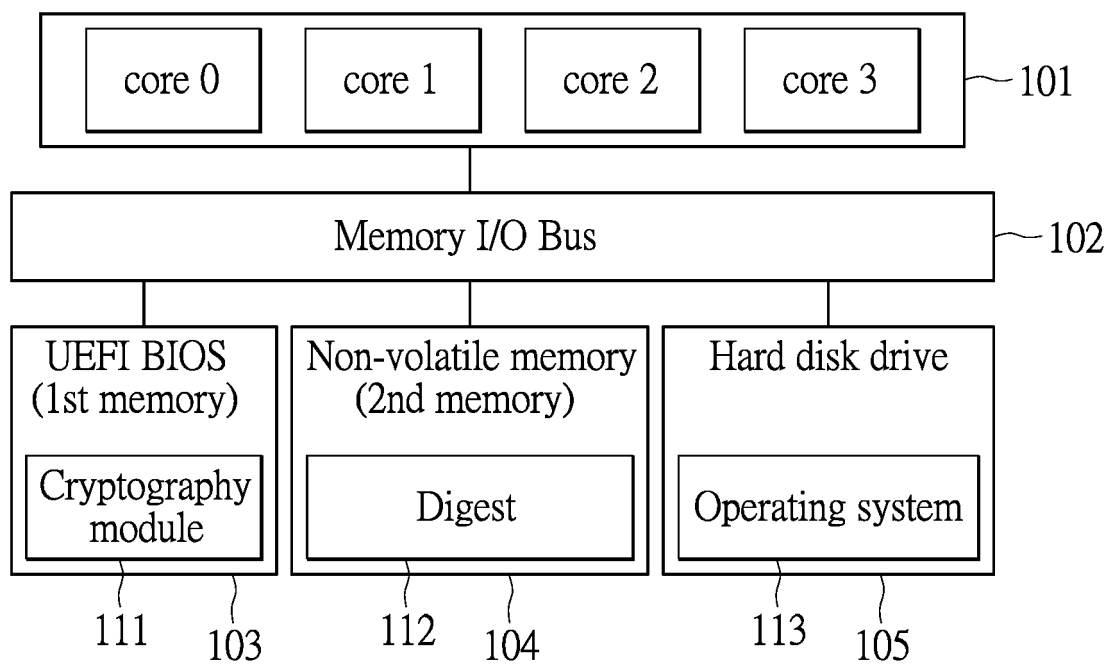 core 0
core 1
core 2
core 3
101
Memory I/O Bus
102
UEFI BIOS
(1st memory)
Cryptography
module
Non-volatile memory
(2nd memory)
Digest
Hard disk drive
Operating system
111
103
112
104
113
105